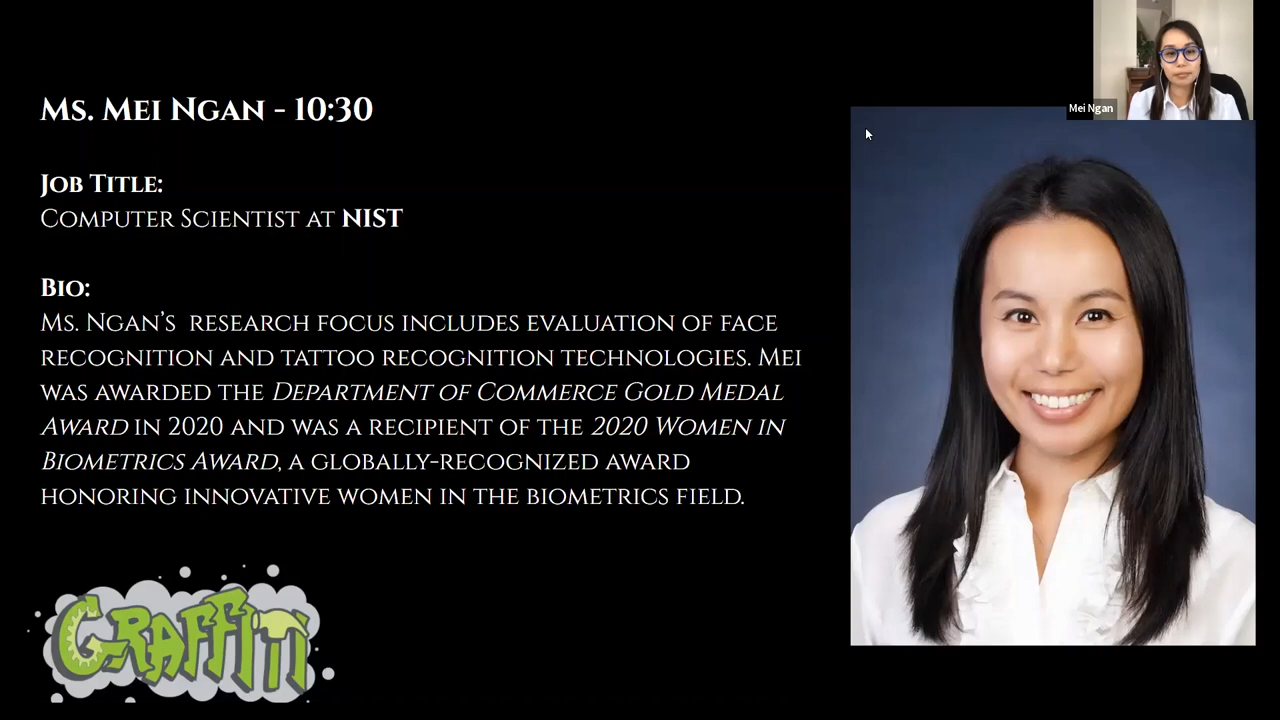 Ms. Mei Ngan - 10:30
Mei Ngan
Job Title:
Computer Scientist at NIST
Bio:
Ms. Ngan's research focus includes evaluation of face
recognition and tattoo recognition technologies. Mei
was awarded the Department of Commerce Gold Medal
Award in 2020 and was a recipient of the 2020 Women in
Biometrics Award, a globally-recognized award
honoring innovative women in the biometrics field.
GRAFFITI